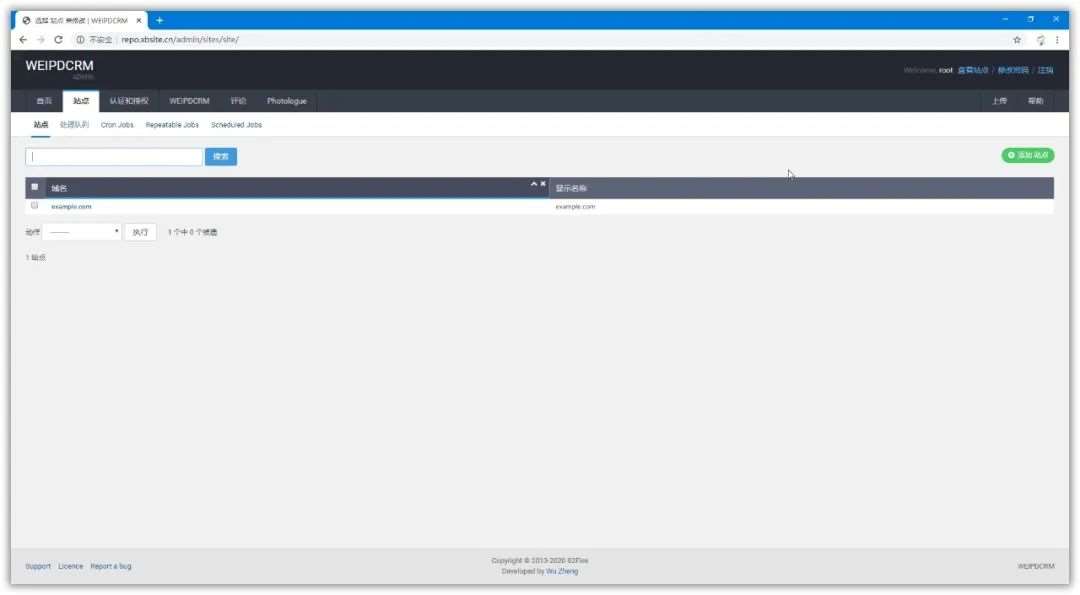 选择 站点 来修改 | WEIPDCRM
不安全 | repo.xbsite.cn/admin/sites/site/
WEIPDCRM
ADMIN
Welcome, root 查看站点 / 修改密码 / 注销
首页 站点 认证和授权 WEIPDCRM 评论 Photologue 上传 帮助
站点 处理队列 Cron Jobs Repeatable Jobs Scheduled Jobs
搜索 添加 站点
域名 显示名称
example.com example.com
动作 -------- 执行 1 个中 0 个被选
1 站点
Support Licence Report a bug
Copyright © 2013-2020 82Flex
Developed by Wu Zheng
WEIPDCRM